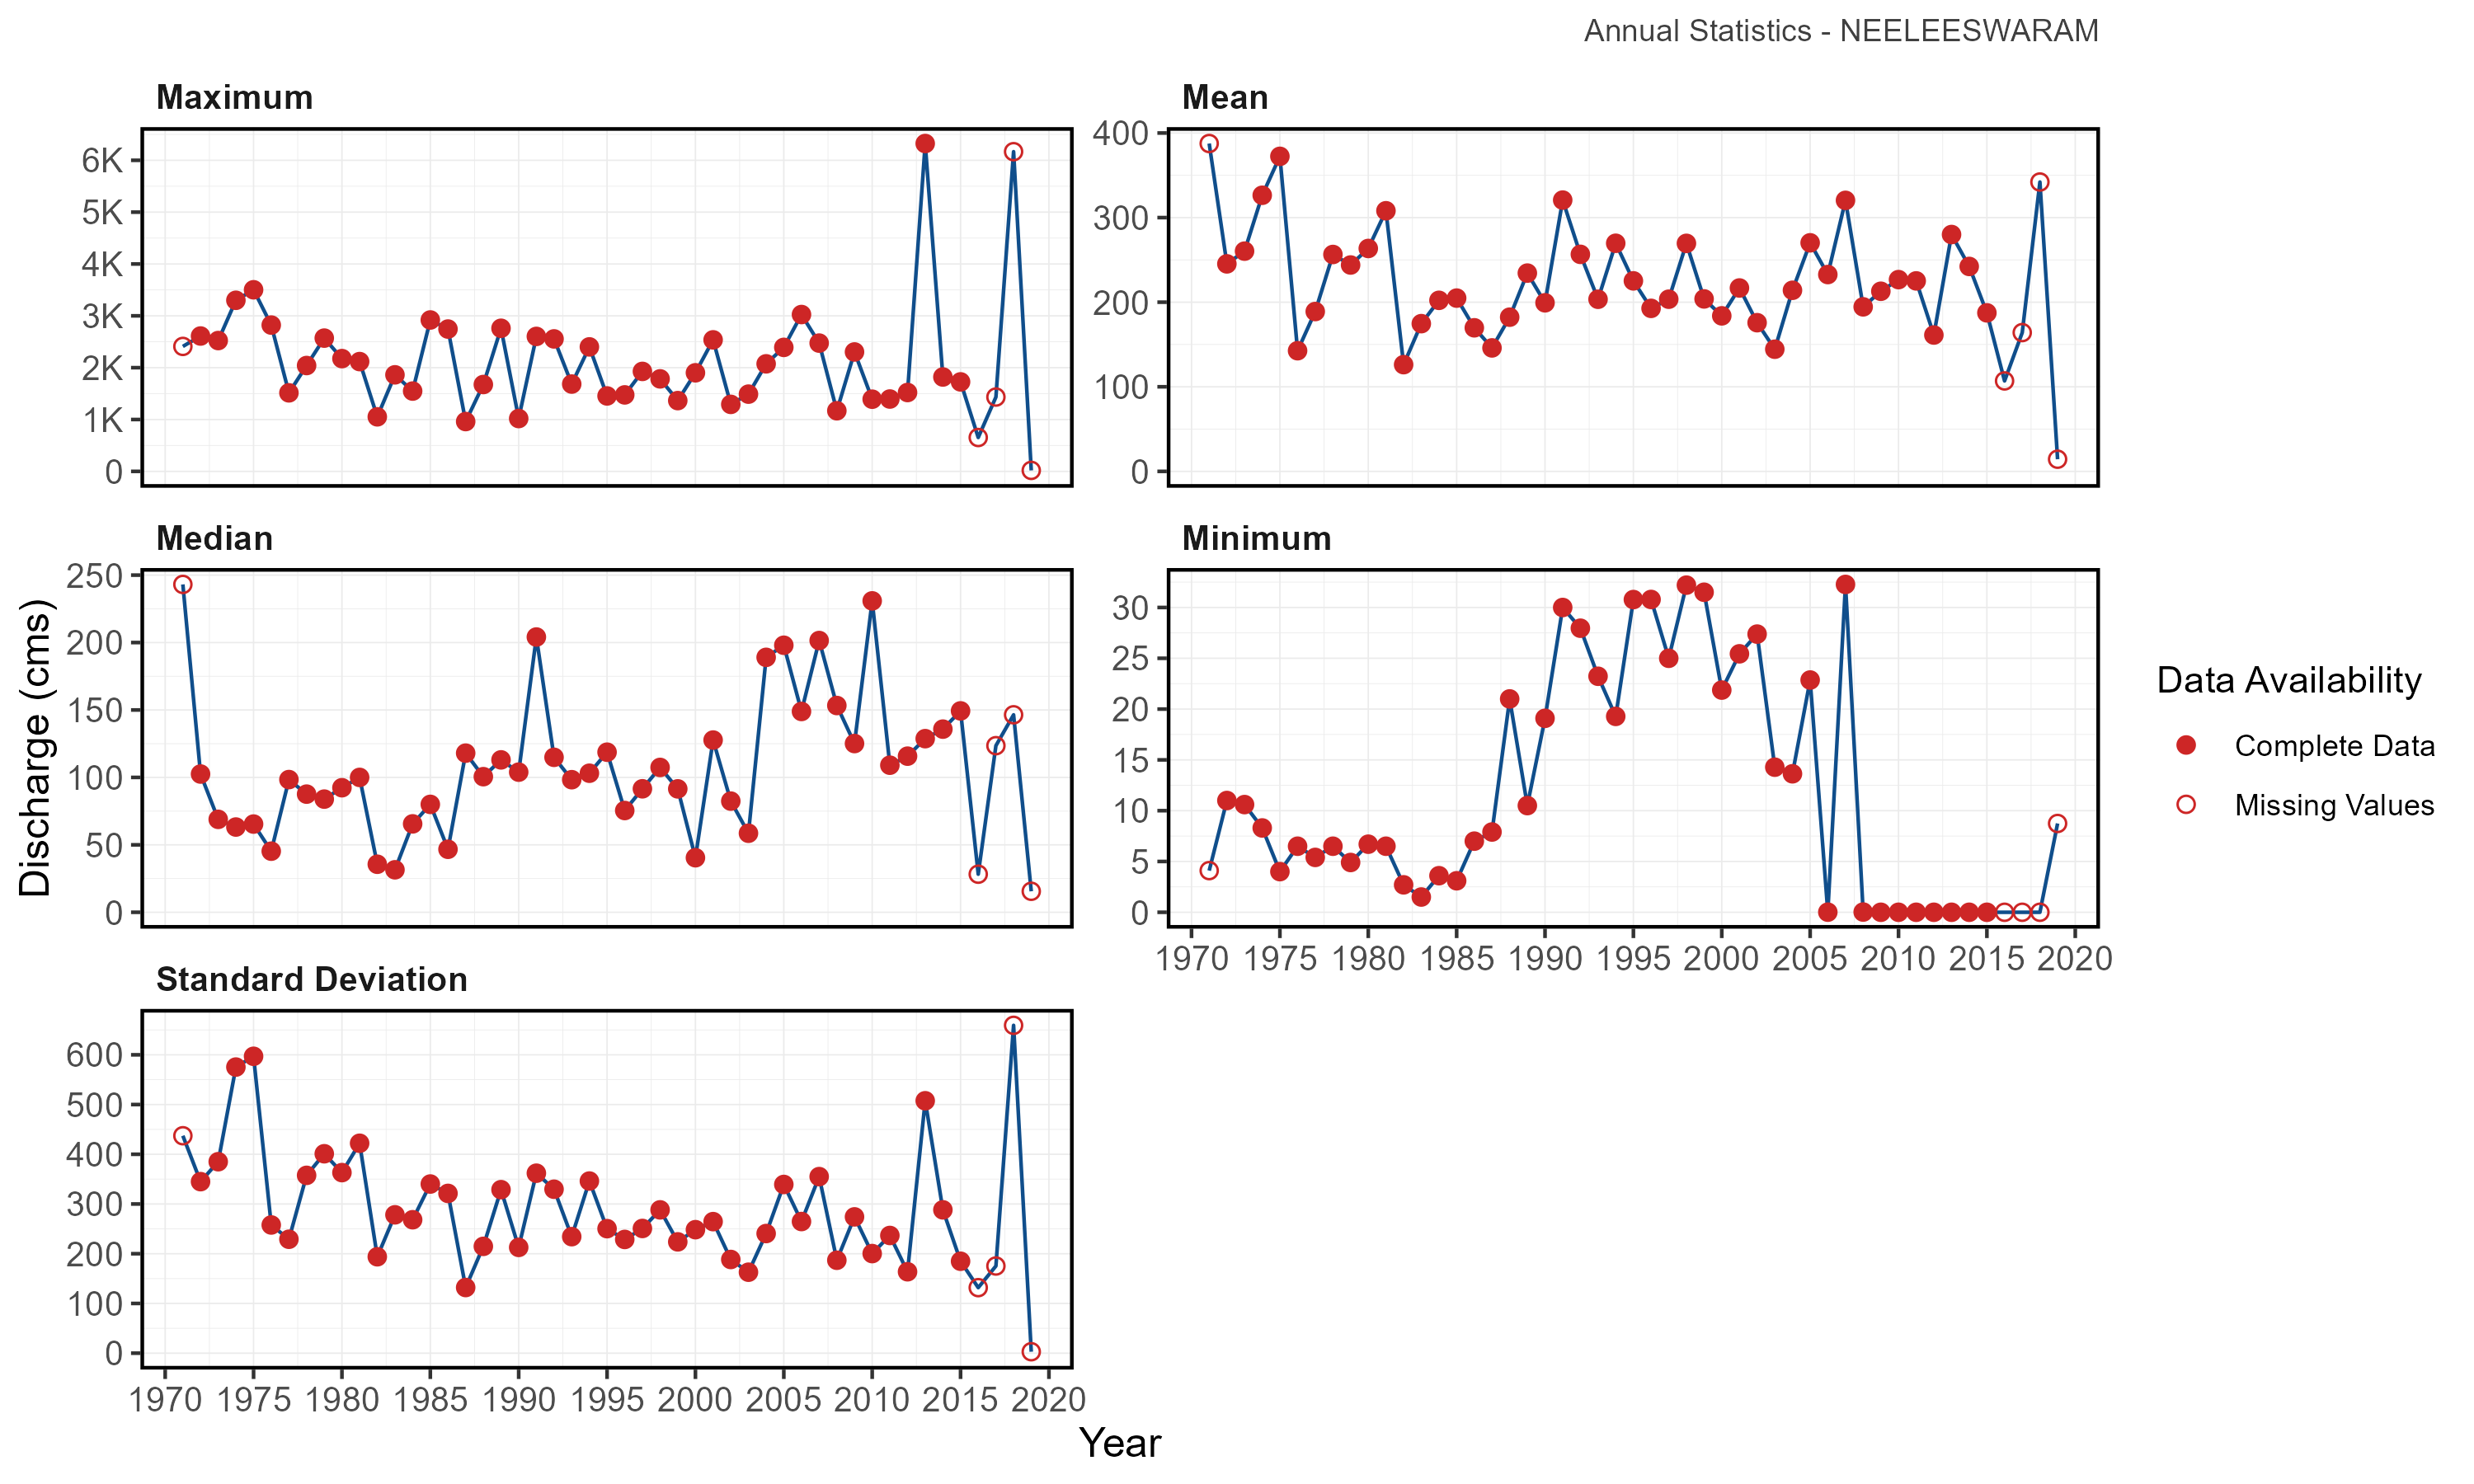 Annual Statistics - NEELEESWARAM
Maximum
6K
5K
4K
3K
2K
1K
0
Mean
400
300
200
100
0
Discharge (cms)
Median
250
200
150
100
50
0
Minimum
30
25
20
15
10
5
0
1970 1975 1980 1985 1990 1995 2000 2005 2010 2015 2020
Standard Deviation
600
500
400
300
200
100
0
1970 1975 1980 1985 1990 1995 2000 2005 2010 2015 2020
Year
Data Availability
Complete Data
Missing Values